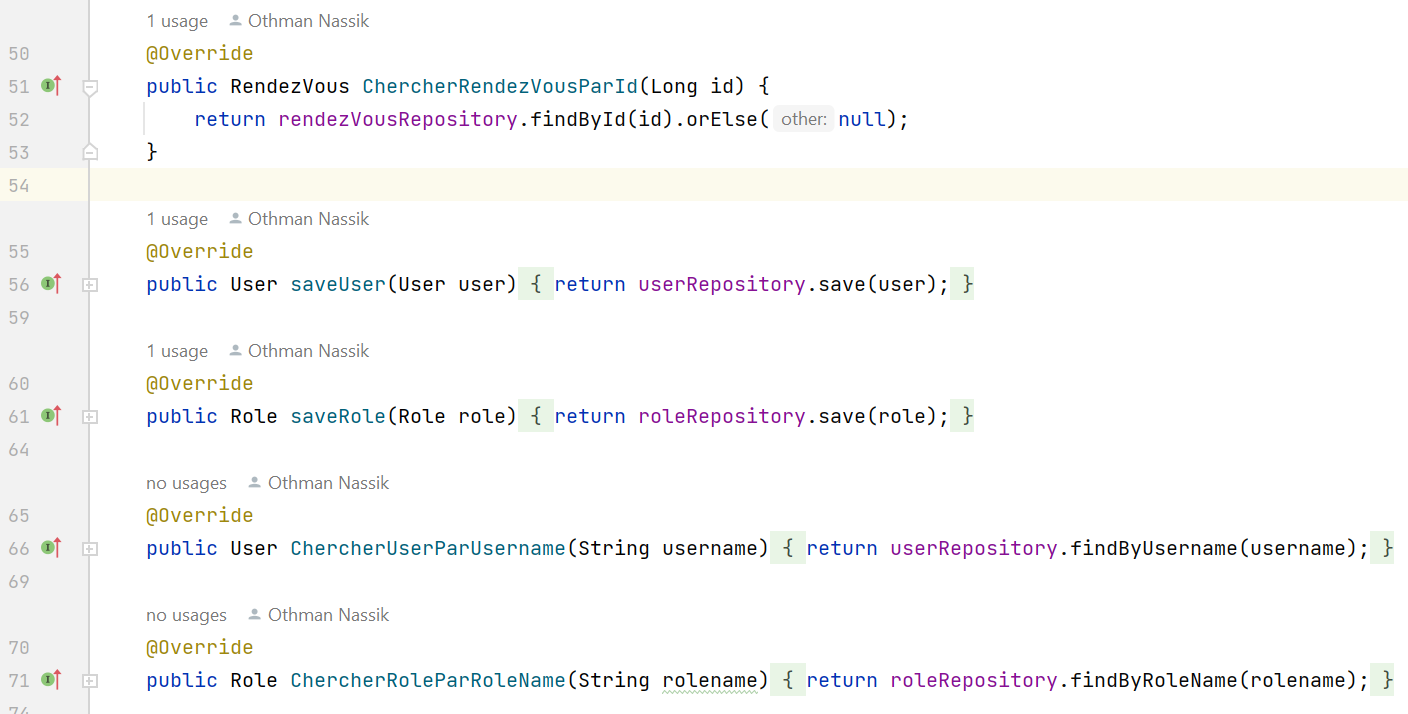 1 usage Othman Nassik
50 @Override
51 public RendezVous ChercherRendezVousParId(Long id) {
52 return rendezVousRepository.findById(id).orElse( other: null);
53 }
54
1 usage Othman Nassik
55 @Override
56 public User saveUser(User user) { return userRepository.save(user); }
59
1 usage Othman Nassik
60 @Override
61 public Role saveRole(Role role) { return roleRepository.save(role); }
64
no usages Othman Nassik
65 @Override
66 public User ChercherUserParUsername(String username) { return userRepository.findByUsername(username); }
69
no usages Othman Nassik
70 @Override
71 public Role ChercherRoleParRoleName(String rolename) { return roleRepository.findByRoleName(rolename); }
74